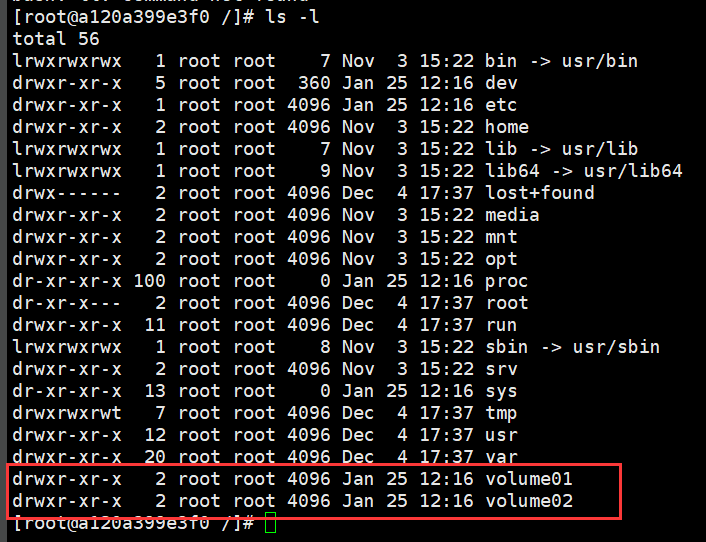 [root@a120a399e3f0 /]# ls -l
total 56
lrwxrwxrwx   1 root root    7 Nov  3 15:22 bin -> usr/bin
drwxr-xr-x   5 root root  360 Jan 25 12:16 dev
drwxr-xr-x   1 root root 4096 Jan 25 12:16 etc
drwxr-xr-x   2 root root 4096 Nov  3 15:22 home
lrwxrwxrwx   1 root root    7 Nov  3 15:22 lib -> usr/lib
lrwxrwxrwx   1 root root    9 Nov  3 15:22 lib64 -> usr/lib64
drwx------   2 root root 4096 Dec  4 17:37 lost+found
drwxr-xr-x   2 root root 4096 Nov  3 15:22 media
drwxr-xr-x   2 root root 4096 Nov  3 15:22 mnt
drwxr-xr-x   2 root root 4096 Nov  3 15:22 opt
dr-xr-xr-x 100 root root    0 Jan 25 12:16 proc
dr-xr-x---   2 root root 4096 Dec  4 17:37 root
drwxr-xr-x  11 root root 4096 Dec  4 17:37 run
lrwxrwxrwx   1 root root    8 Nov  3 15:22 sbin -> usr/sbin
drwxr-xr-x   2 root root 4096 Nov  3 15:22 srv
dr-xr-xr-x  13 root root    0 Jan 25 12:16 sys
drwxrwxrwt   7 root root 4096 Dec  4 17:37 tmp
drwxr-xr-x  12 root root 4096 Dec  4 17:37 usr
drwxr-xr-x  20 root root 4096 Dec  4 17:37 var
drwxr-xr-x   2 root root 4096 Jan 25 12:16 volume01
drwxr-xr-x   2 root root 4096 Jan 25 12:16 volume02
[root@a120a399e3f0 /]#